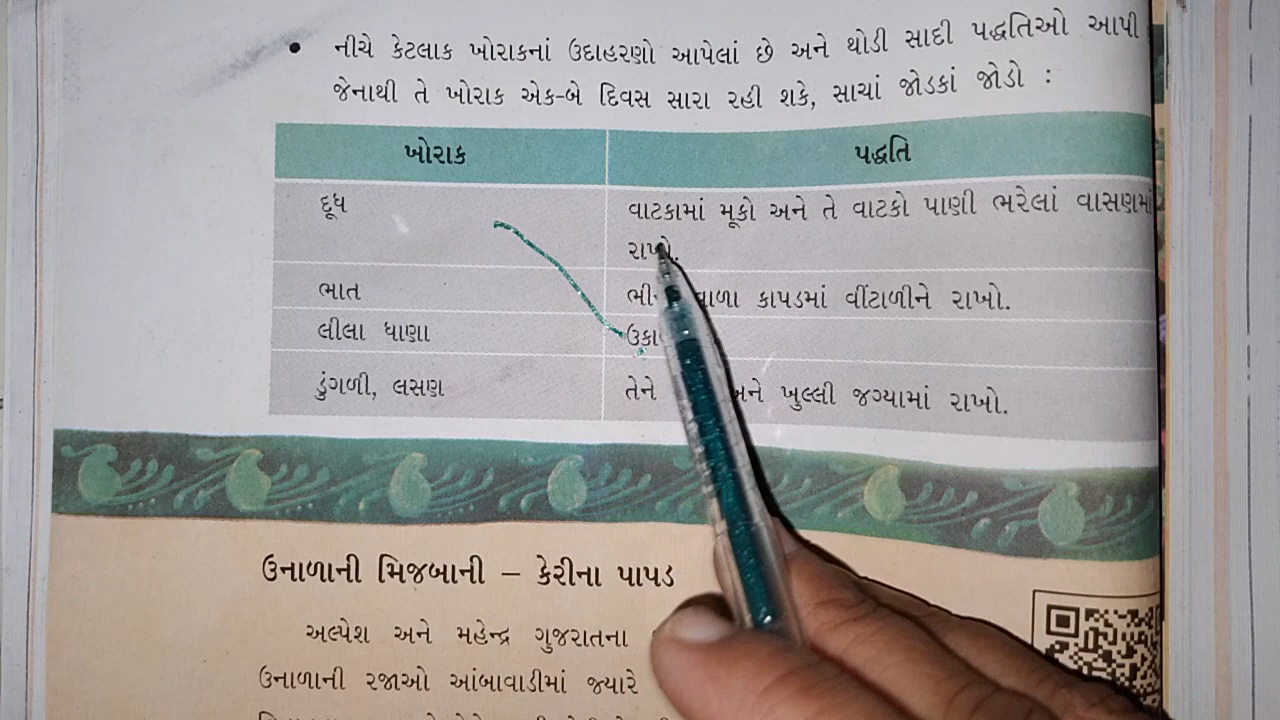 નીચે કેટલાક ખોરાકનાં ઉદાહરણો આપેલાં છે અને થોડી સાદી પદ્ધતિઓ આપી
જેનાથી તે ખોરાક એક-બે દિવસ સારા રહી શકે, સાચાં જોડકાં જોડો :
ખોરાક પદ્ધતિ
દૂધ વાટકામાં મૂકો અને તે વાટકો પાણી ભરેલાં વાસણમાં
રાખો.
ભાત કાપડમાં વીંટાળીને રાખો.
લીલા ધાણા
ડુંગળી, લસણ તેને અને ખુલ્લી જગ્યામાં રાખો.
ઉનાળાની મિજબાની – કેરીના પાપડ
અલ્પેશ અને મહેન્દ્ર ગુજરાતના
ઉનાળાની રજાઓ આંબાવાડીમાં જ્યારે